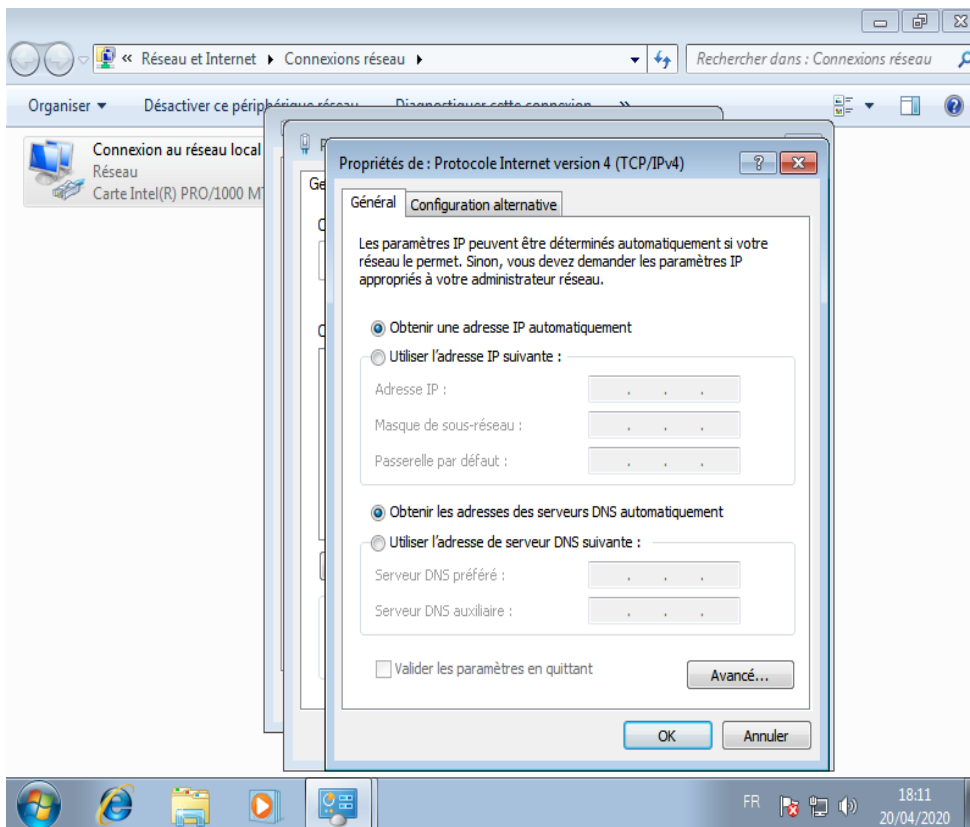 « Réseau et Internet ▸ Connexions réseau ▸
Rechercher dans : Connexions réseau
Organiser Désactiver ce périphérique réseau Diagnostiquer cette connexion »
Connexion au réseau local
Réseau
Carte Intel(R) PRO/1000 MT
Propriétés de : Protocole Internet version 4 (TCP/IPv4)
Général Configuration alternative
Les paramètres IP peuvent être déterminés automatiquement si votre
réseau le permet. Sinon, vous devez demander les paramètres IP
appropriés à votre administrateur réseau.
Obtenir une adresse IP automatiquement
Utiliser l'adresse IP suivante :
Adresse IP : . . .
Masque de sous-réseau : . . .
Passerelle par défaut : . . .
Obtenir les adresses des serveurs DNS automatiquement
Utiliser l'adresse de serveur DNS suivante :
Serveur DNS préféré : . . .
Serveur DNS auxiliaire : . . .
Valider les paramètres en quittant
Avancé...
OK Annuler
FR
18:11
20/04/2020